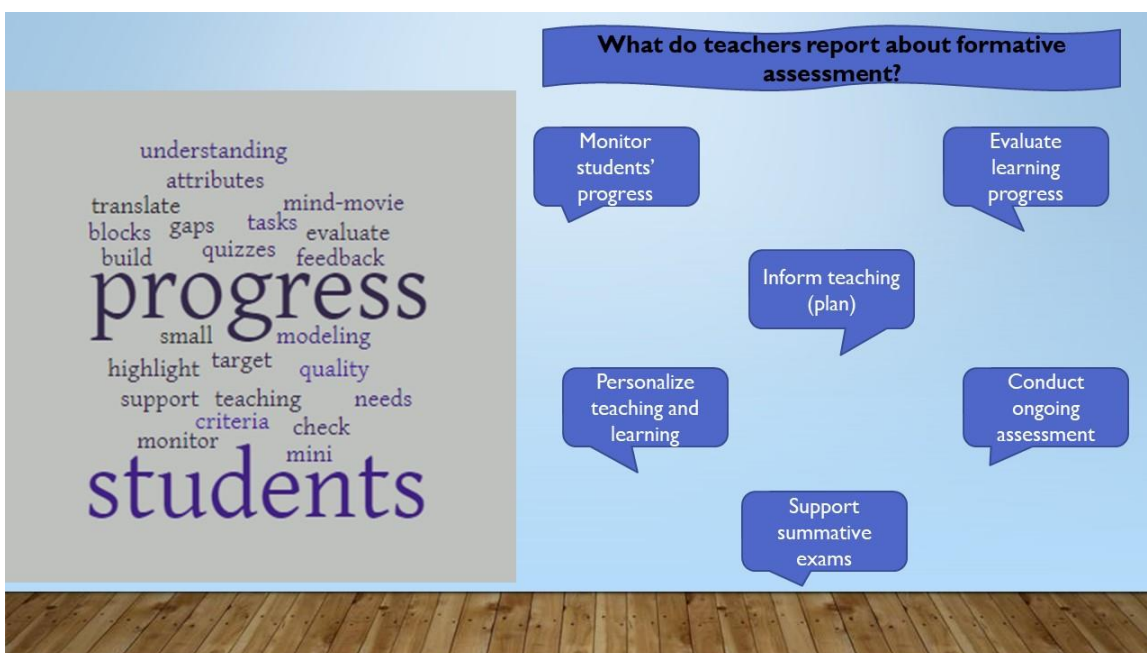 What do teachers report about formative
assessment?
understanding
attributes
translate
mind-movie
blocks
gaps
tasks
evaluate
build
quizzes
feedback
progress
small
modeling
highlight
target
quality
support
teaching
needs
criteria
check
monitor
mini
students
Monitor
students'
progress
Evaluate
learning
progress
Inform teaching
(plan)
Personalize
teaching and
learning
Conduct
ongoing
assessment
Support
summative
exams